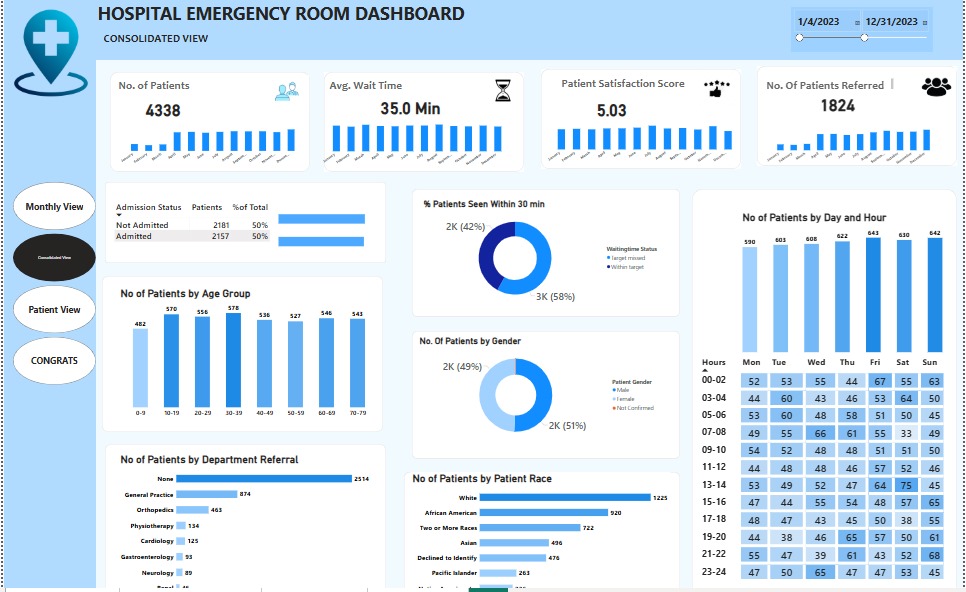 HOSPITAL EMERGENCY ROOM DASHBOARD
CONSOLIDATED VIEW
1/4/2023 12/31/2023
No. of Patients
4338
Avg. Wait Time
35.0 Min
Patient Satisfaction Score
5.03
No. Of Patients Referred
1824
Monthly View
Consolidated View
Patient View
CONGRATS
Admission Status Patients %of Total
Not Admitted 2181 50%
Admitted 2157 50%
No of Patients by Age Group
482 570 556 578 536 527 546 543
0-9 10-19 20-29 30-39 40-49 50-59 60-69 70-79
No of Patients by Department Referral
None 2514
General Practice 874
Orthopedics 463
Physiotherapy 134
Cardiology 125
Gastroenterology 93
Neurology 89
% Patients Seen Within 30 min
2K (42%)
3K (58%)
Waitingtime Status
Target missed
Within target
No. Of Patients by Gender
2K (49%)
2K (51%)
Patient Gender
Male
Female
Not Confirmed
No of Patients by Patient Race
White 1225
African American 920
Two or More Races 722
Asian 496
Declined to Identify 476
Pacific Islander 263
No of Patients by Day and Hour
590 603 608 622 643 630 642
Hours Mon Tue Wed Thu Fri Sat Sun
00-02 52 53 55 44 67 55 63
03-04 44 60 43 46 53 64 50
05-06 53 60 48 58 51 50 45
07-08 49 55 66 61 55 33 49
09-10 54 52 48 48 51 51 50
11-12 44 48 48 46 57 52 46
13-14 53 49 52 47 64 75 45
15-16 47 44 55 54 48 57 65
17-18 48 47 43 45 50 38 55
19-20 44 38 46 65 57 50 61
21-22 55 47 39 61 43 52 68
23-24 47 50 65 47 47 53 45